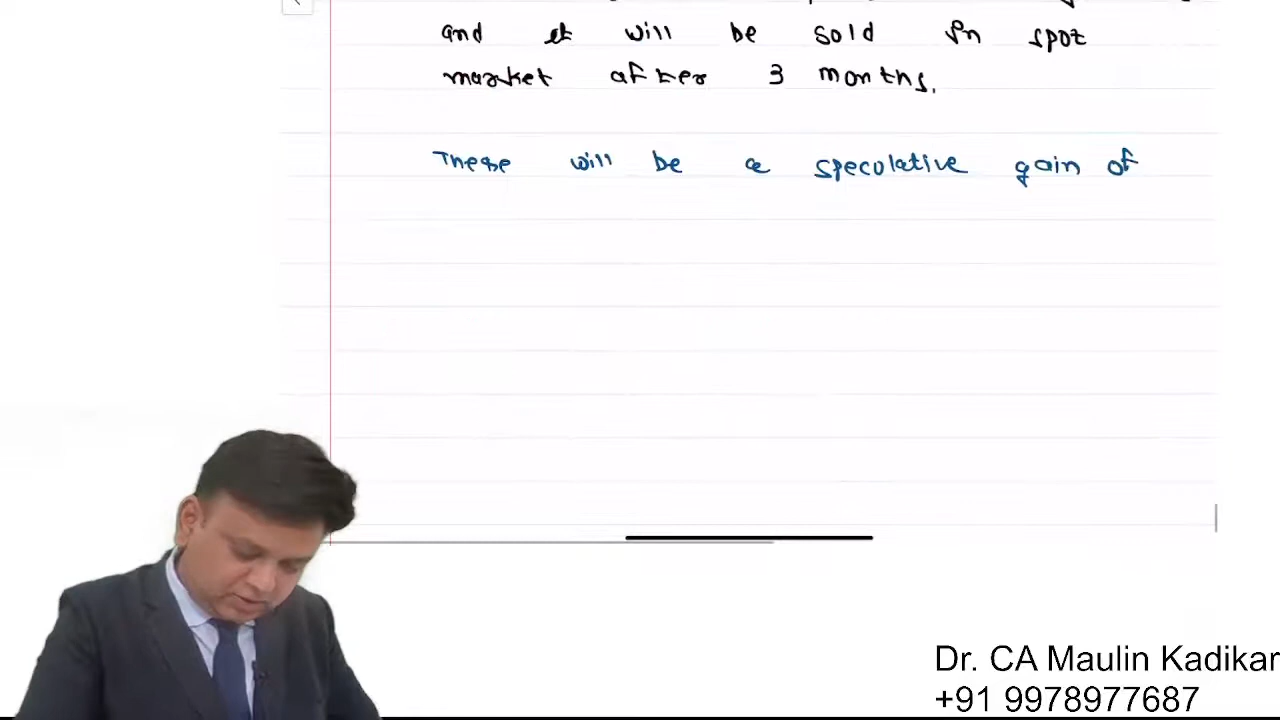 and it will be sold in spot
market after 3 months.
There will be a speculative gain of
Dr. CA Maulin Kadikar
+91 9978977687